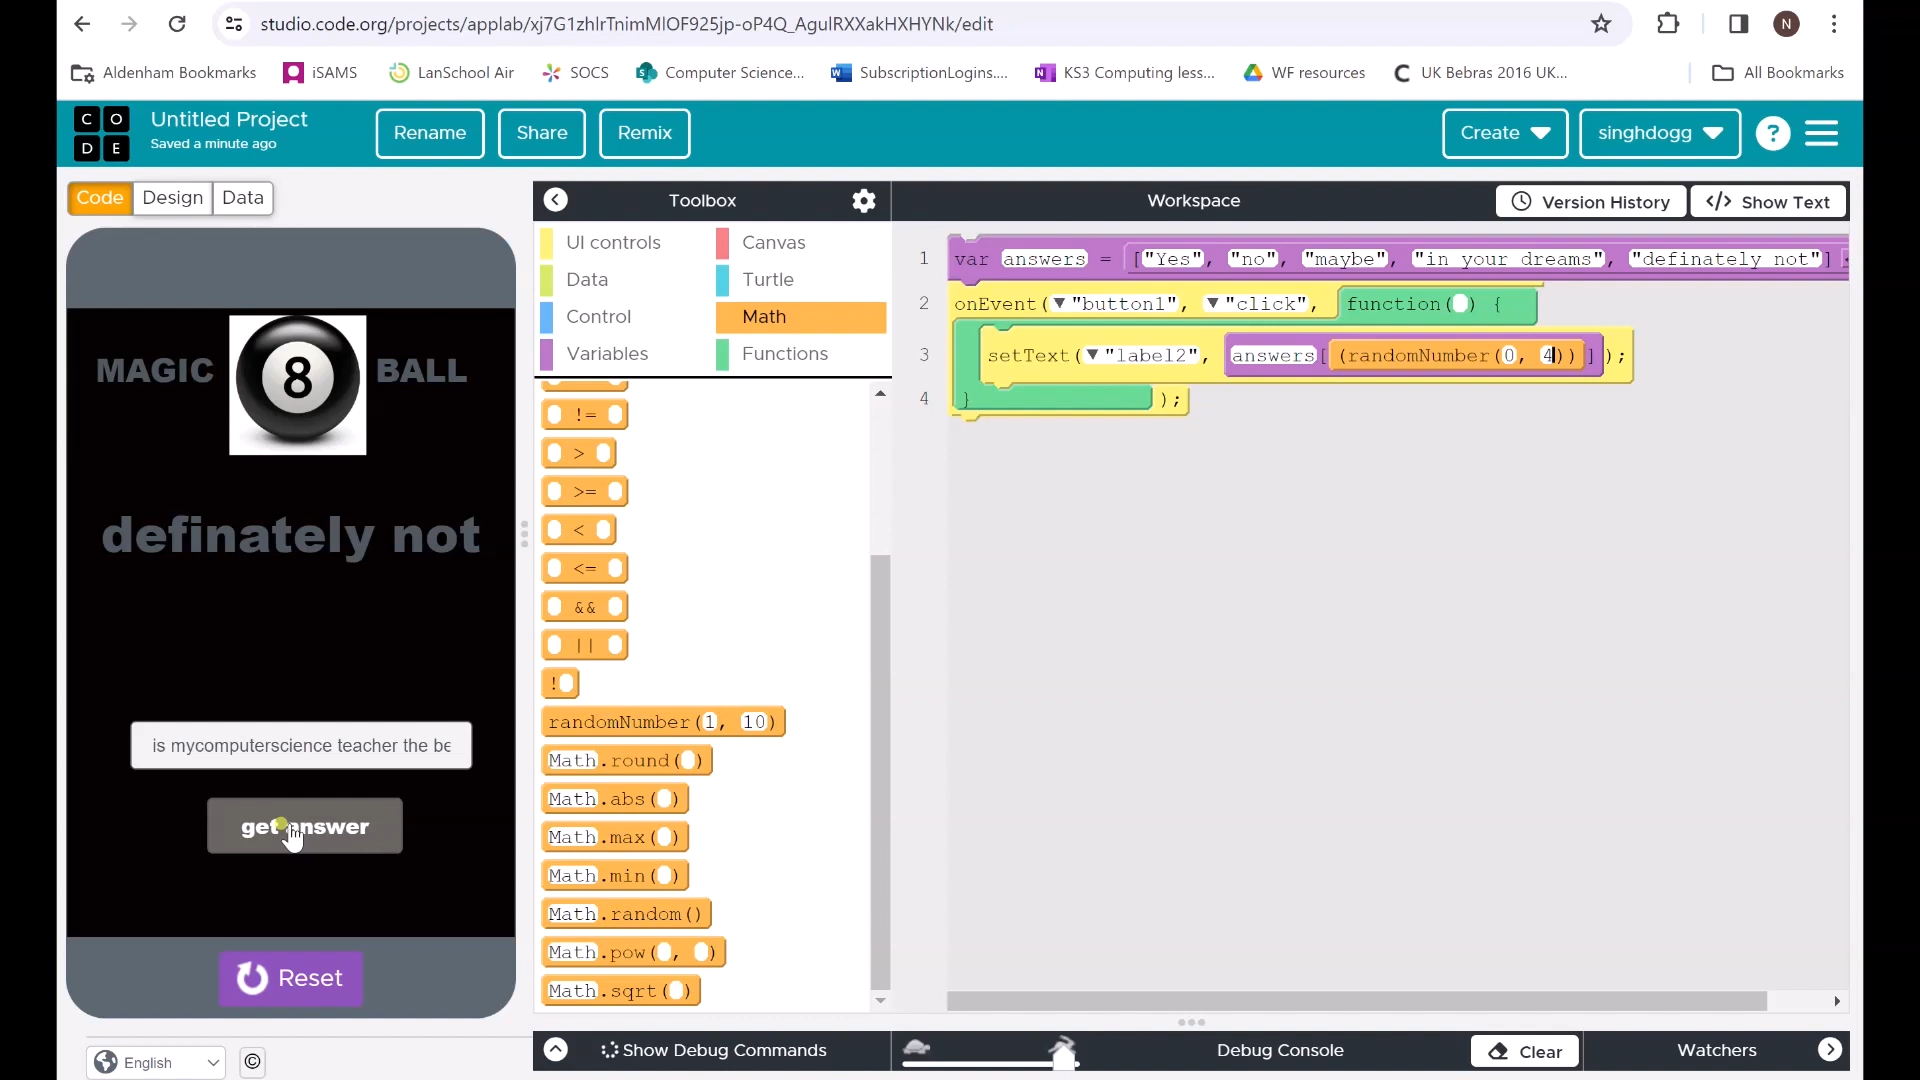 studio.code.org/projects/applab/xj7G1zhlrTnimMlOF925jp-oP4Q_AgulRXXakHXHYNk/edit
N
Aldenham Bookmarks
iSAMS
LanSchool Air
SOCS
Computer Science...
SubscriptionLogins....
KS3 Computing less...
WF resources
UK Bebras 2016 UK...
All Bookmarks
C O
D E
Untitled Project
Saved a minute ago
Rename
Share
Remix
Create
singhdogg
?
Code
Design
Data
Toolbox
Workspace
Version History
</> Show Text
UI controls
Canvas
Data
Turtle
Control
Math
Variables
Functions
MAGIC
8
BALL
definately not
is mycomputerscience teacher the be
get answer
Reset
!=
>
>=
<
<=
&&
||
!
randomNumber(1, 10)
Math.round( )
Math.abs( )
Math.max( )
Math.min( )
Math.random()
Math.pow( , )
Math.sqrt( )
1 var answers = ["Yes", "no", "maybe", "in your dreams", "definately not"]
2 onEvent(▼"button1", ▼"click", function( ) {
3 setText(▼"label2", answers[(randomNumber(0, 4))]);
4 } );
English
©
Show Debug Commands
Debug Console
Clear
Watchers